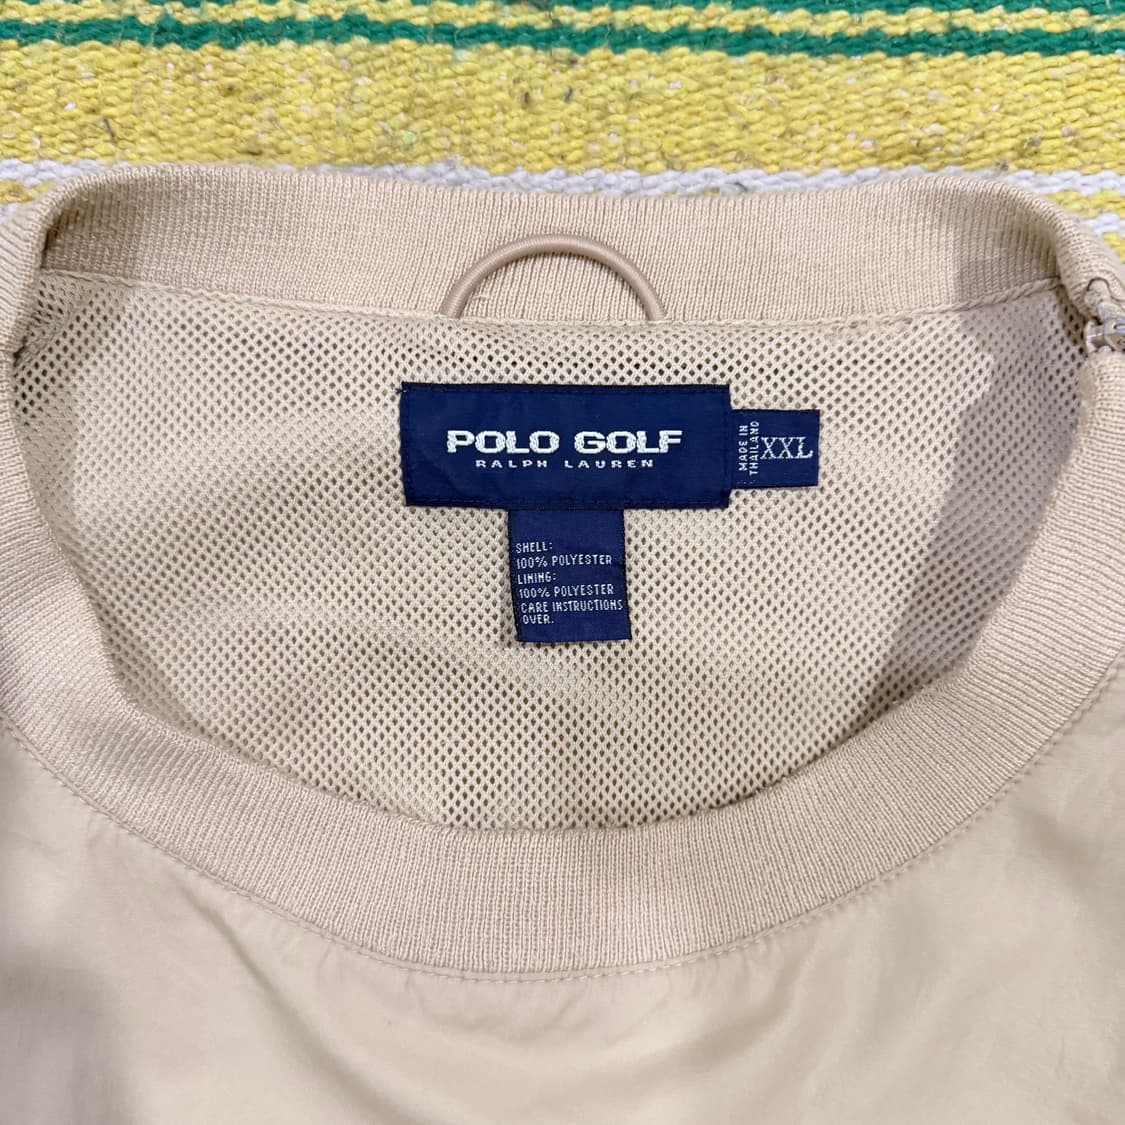 POLO GOLF
RALPH LAUREN
MADE IN
THAILAND
XXL
SHELL:
100% POLYESTER
LINING:
100% POLYESTER
CARE INSTRUCTIONS
OVER.